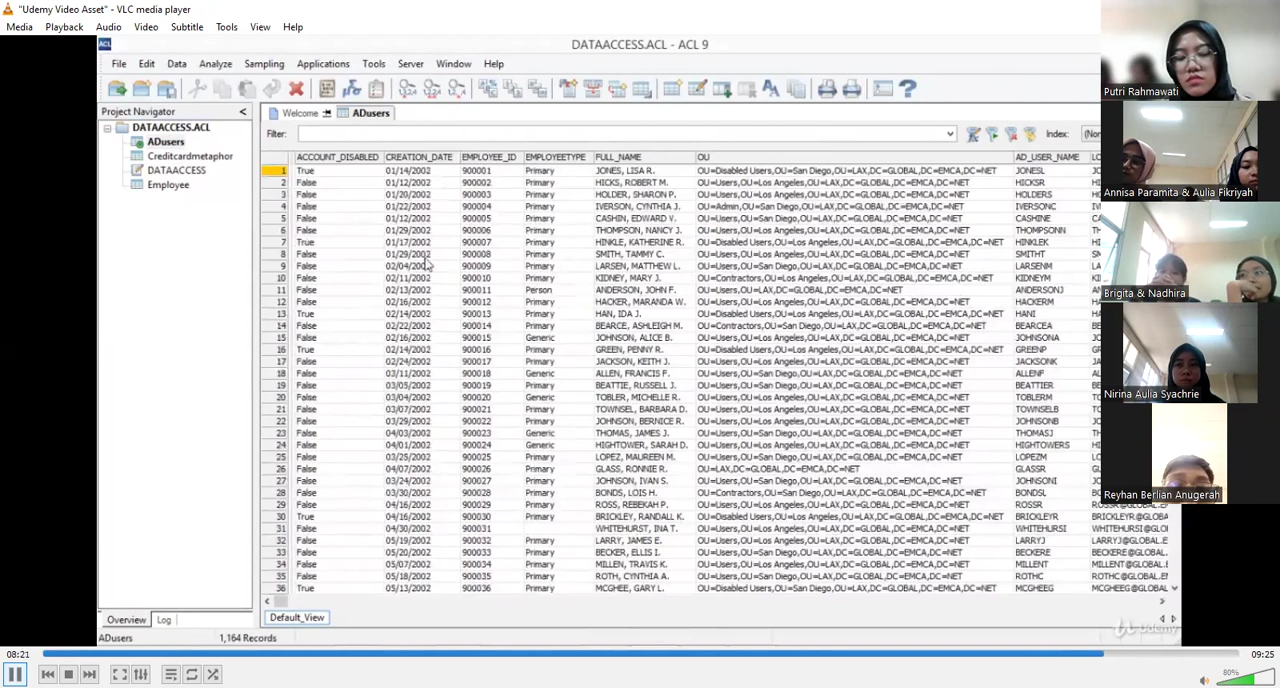 "Udemy Video Asset" - VLC media player
Media Playback Audio Video Subtitle Tools View Help
ACL DATAACCESS.ACL - ACL 9
File Edit Data Analyze Sampling Applications Tools Server Window Help
Project Navigator <
DATAACCESS.ACL
ADusers
Creditcardmetaphor
DATAACCESS
Employee
Overview Log
Welcome ADusers
Filter: Index: (Non
ACCOUNT_DISABLED CREATION_DATE EMPLOYEE_ID EMPLOYEETYPE FULL_NAME OU AD_USER_NAME LO
1 True 01/14/2002 900001 Primary JONES, LISA R. OU=Disabled Users,OU=San Diego,OU=LAX,DC=GLOBAL,DC=EMCA,DC=NET JONESL
2 False 01/12/2002 900002 Primary HICKS, ROBERT M. OU=Users,OU=Los Angeles,OU=LAX,DC=GLOBAL,DC=EMCA,DC=NET HICKSR
3 False 01/20/2002 900003 Primary HOLDER, SHARON P. OU=Users,OU=Los Angeles,OU=LAX,DC=GLOBAL,DC=EMCA,DC=NET HOLDERS
4 False 01/22/2002 900004 Primary IVERSON, CYNTHIA J. OU=Admin,OU=San Diego,OU=LAX,DC=GLOBAL,DC=EMCA,DC=NET IVERSONC
5 False 01/12/2002 900005 Primary CASHIN, EDWARD V. OU=Users,OU=San Diego,OU=LAX,DC=GLOBAL,DC=EMCA,DC=NET CASHINE
6 False 01/29/2002 900006 Primary THOMPSON, NANCY J. OU=Users,OU=Los Angeles,OU=LAX,DC=GLOBAL,DC=EMCA,DC=NET THOMPSONN
7 True 01/17/2002 900007 Primary HINKLE, KATHERINE R. OU=Disabled Users,OU=Los Angeles,OU=LAX,DC=GLOBAL,DC=EMCA,DC=NET HINKLEK
8 False 01/29/2002 900008 Primary SMITH, TAMMY C. OU=Users,OU=Los Angeles,OU=LAX,DC=GLOBAL,DC=EMCA,DC=NET SMITHT
9 False 02/04/2002 900009 Primary LARSEN, MATTHEW L. OU=Users,OU=San Diego,OU=LAX,DC=GLOBAL,DC=EMCA,DC=NET LARSENM
10 False 02/11/2002 900010 Primary KIDNEY, MARY J. OU=Contractors,OU=San Diego,OU=LAX,DC=GLOBAL,DC=EMCA,DC=NET KIDNEYM
11 False 02/13/2002 900011 Person ANDERSON, JOHN F. OU=Users,OU=LAX,DC=GLOBAL,DC=EMCA,DC=NET ANDERSONJ
12 False 02/16/2002 900012 Primary HACKER, MARANDA W. OU=Users,OU=Los Angeles,OU=LAX,DC=GLOBAL,DC=EMCA,DC=NET HACKERM
13 True 02/14/2002 900013 Primary HAN, IDA J. OU=Disabled Users,OU=Los Angeles,OU=LAX,DC=GLOBAL,DC=EMCA,DC=NET HANI
14 False 02/22/2002 900014 Primary BEARCE, ASHLEIGH M. OU=Contractors,OU=San Diego,OU=LAX,DC=GLOBAL,DC=EMCA,DC=NET BEARCEA
15 False 02/16/2002 900015 Generic JOHNSON, ALICE B. OU=Users,OU=Los Angeles,OU=LAX,DC=GLOBAL,DC=EMCA,DC=NET JOHNSONA
16 True 02/14/2002 900016 Primary GREEN, PENNY R. OU=Disabled Users,OU=Los Angeles,OU=LAX,DC=GLOBAL,DC=EMCA,DC=NET GREENP
17 False 02/24/2002 900017 Primary JACKSON, KEITH J. OU=Users,OU=Los Angeles,OU=LAX,DC=GLOBAL,DC=EMCA,DC=NET JACKSONK
18 False 03/11/2002 900018 Generic ALLEN, FRANCIS F. OU=Users,OU=San Diego,OU=LAX,DC=GLOBAL,DC=EMCA,DC=NET ALLENF
19 False 03/05/2002 900019 Primary BEATTIE, RUSSELL J. OU=Users,OU=San Diego,OU=LAX,DC=GLOBAL,DC=EMCA,DC=NET BEATTIER
20 False 03/04/2002 900020 Generic TOBLER, MICHELLE R. OU=Users,OU=Los Angeles,OU=LAX,DC=GLOBAL,DC=EMCA,DC=NET TOBLERM
21 False 03/07/2002 900021 Primary TOWNSEL, BARBARA D. OU=Users,OU=Los Angeles,OU=LAX,DC=GLOBAL,DC=EMCA,DC=NET TOWNSELB
22 False 03/29/2002 900022 Primary JOHNSON, BERNICE R. OU=Users,OU=Los Angeles,OU=LAX,DC=GLOBAL,DC=EMCA,DC=NET JOHNSONB
23 False 04/03/2002 900023 Generic THOMAS, JAMES J. OU=Users,OU=San Diego,OU=LAX,DC=GLOBAL,DC=EMCA,DC=NET THOMASJ
24 False 04/01/2002 900024 Generic HIGHTOWER, SARAH D. OU=Users,OU=Los Angeles,OU=LAX,DC=GLOBAL,DC=EMCA,DC=NET HIGHTOWERS
25 False 03/25/2002 900025 Primary LOPEZ, MAUREEN M. OU=Users,OU=San Diego,OU=LAX,DC=GLOBAL,DC=EMCA,DC=NET LOPEZM
26 False 04/07/2002 900026 Primary GLASS, RONNIE R. OU=LAX,DC=GLOBAL,DC=EMCA,DC=NET GLASSR
27 False 03/24/2002 900027 Primary JOHNSON, IVAN S. OU=Users,OU=San Diego,OU=LAX,DC=GLOBAL,DC=EMCA,DC=NET JOHNSONI
28 False 03/30/2002 900028 Primary BONDS, LOIS H. OU=Contractors,OU=San Diego,OU=LAX,DC=GLOBAL,DC=EMCA,DC=NET BONDSL
29 False 04/16/2002 900029 Primary ROSS, REBEKAH P. OU=Users,OU=Los Angeles,OU=LAX,DC=GLOBAL,DC=EMCA,DC=NET ROSSR
30 True 04/16/2002 900030 Primary BRICKLEY, RANDALL K. OU=Disabled Users,OU=Los Angeles,OU=LAX,DC=GLOBAL,DC=EMCA,DC=NET BRICKLEYR BRICKLEYR@GLOBAL.
31 False 04/30/2002 900031 WHITEHURST, INA T. OU=Users,OU=Los Angeles,OU=LAX,DC=GLOBAL,DC=EMCA,DC=NET WHITEHURSI WHITEHURSI@GLO
32 False 05/19/2002 900032 Primary LARRY, JAMES E. OU=Users,OU=Los Angeles,OU=LAX,DC=GLOBAL,DC=EMCA,DC=NET LARRYJ LARRYJ@GLOBAL.EM
33 False 05/20/2002 900033 Primary BECKER, ELLIS I. OU=Users,OU=San Diego,OU=LAX,DC=GLOBAL,DC=EMCA,DC=NET BECKERE BECKERE@GLOBAL.E
34 False 05/07/2002 900034 Primary MILLEN, TRAVIS K. OU=Users,OU=Los Angeles,OU=LAX,DC=GLOBAL,DC=EMCA,DC=NET MILLENT MILLENT@GLOBAL.E
35 False 05/18/2002 900035 Primary ROTH, CYNTHIA A. OU=Users,OU=San Diego,OU=LAX,DC=GLOBAL,DC=EMCA,DC=NET ROTHC ROTHC@GLOBAL.EM
36 True 05/13/2002 900036 Primary MCGHEE, GARY L. OU=Disabled Users,OU=San Diego,OU=LAX,DC=GLOBAL,DC=EMCA,DC=NET MCGHEEG MCGHEEG@GLOBAL
Default_View
Udemy
ADusers 1,164 Records
Putri Rahmawati
Annisa Paramita & Aulia Fikriyah
Brigita & Nadhira
Nirina Aulia Syachrie
Reyhan Berlian Anugerah
08:21 09:25
80%